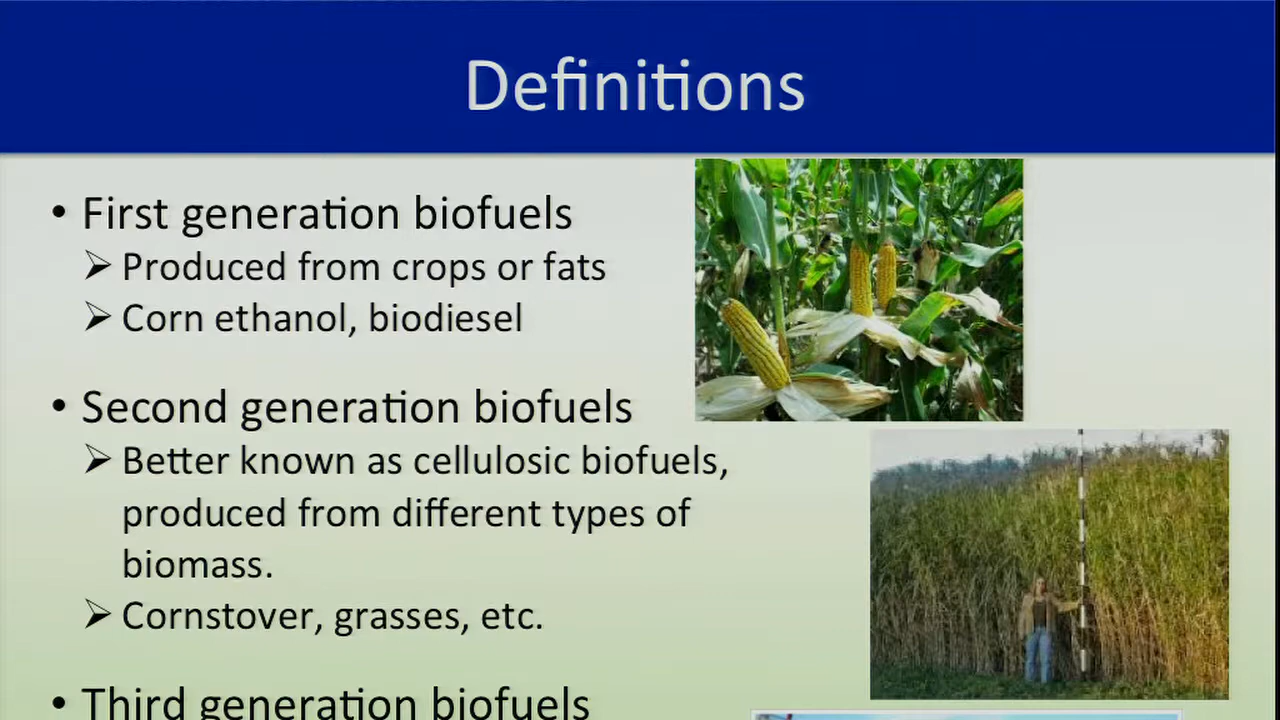 Definitions
• First generation biofuels
➢ Produced from crops or fats
➢ Corn ethanol, biodiesel
• Second generation biofuels
➢ Better known as cellulosic biofuels,
produced from different types of
biomass.
➢ Cornstover, grasses, etc.
• Third generation biofuels